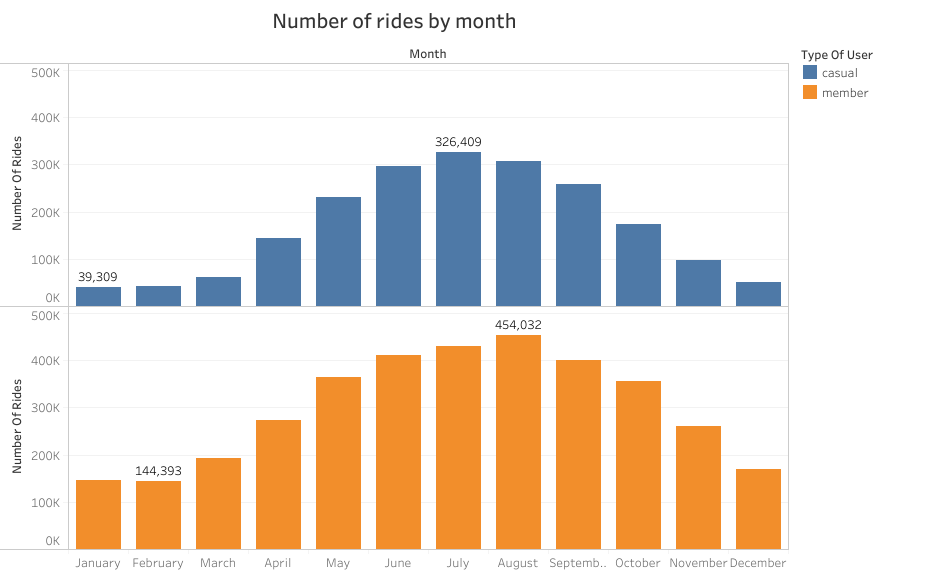 Number of rides by month
Month
Type Of User
casual
member
Number Of Rides
500K
400K
300K
200K
100K
0K
326,409
39,309
Number Of Rides
500K
400K
300K
200K
100K
0K
454,032
144,393
January February March April May June July August Septemb.. October November December